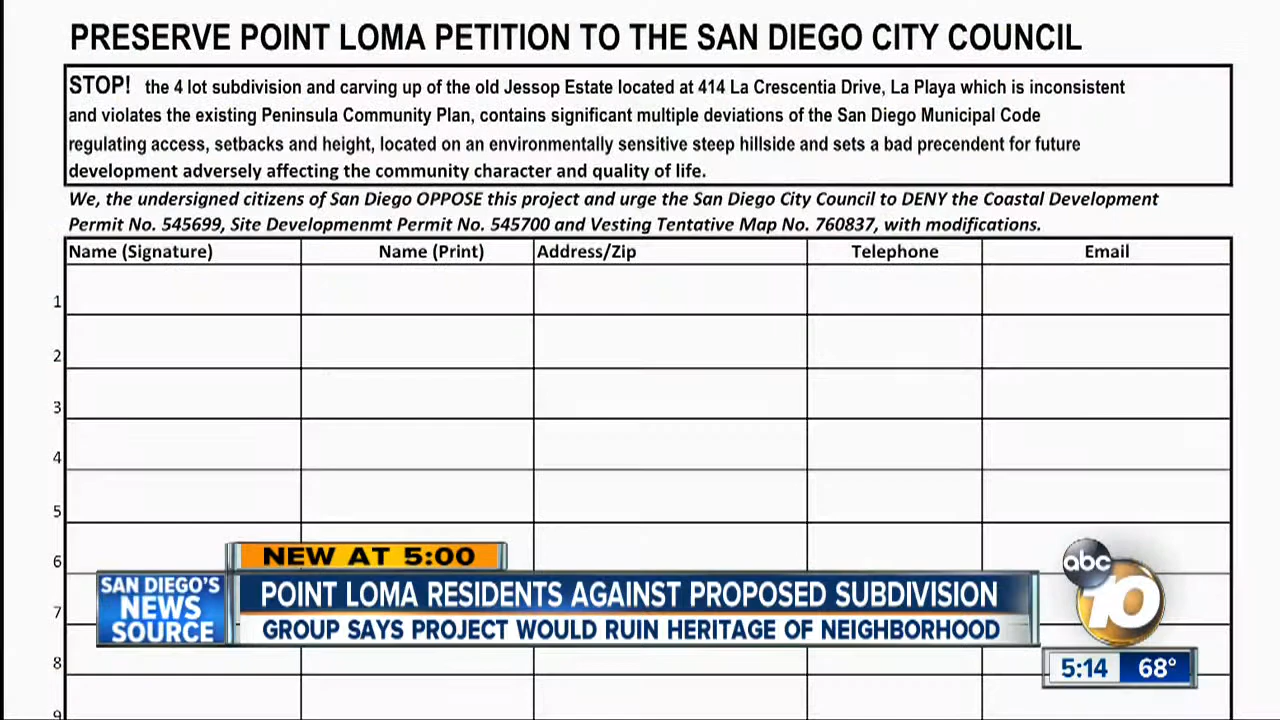 PRESERVE POINT LOMA PETITION TO THE SAN DIEGO CITY COUNCIL
STOP! the 4 lot subdivision and carving up of the old Jessop Estate located at 414 La Crescentia Drive, La Playa which is inconsistent
and violates the existing Peninsula Community Plan, contains significant multiple deviations of the San Diego Municipal Code
regulating access, setbacks and height, located on an environmentally sensitive steep hillside and sets a bad precendent for future
development adversely affecting the community character and quality of life.
We, the undersigned citizens of San Diego OPPOSE this project and urge the San Diego City Council to DENY the Coastal Development
Permit No. 545699, Site Developmenmt Permit No. 545700 and Vesting Tentative Map No. 760837, with modifications.
Name (Signature) Name (Print) Address/Zip Telephone Email
1
2
3
4
5
6
7
8
9
NEW AT 5:00
SAN DIEGO'S
NEWS
SOURCE
POINT LOMA RESIDENTS AGAINST PROPOSED SUBDIVISION
GROUP SAYS PROJECT WOULD RUIN HERITAGE OF NEIGHBORHOOD
abc
10
5:14 68°